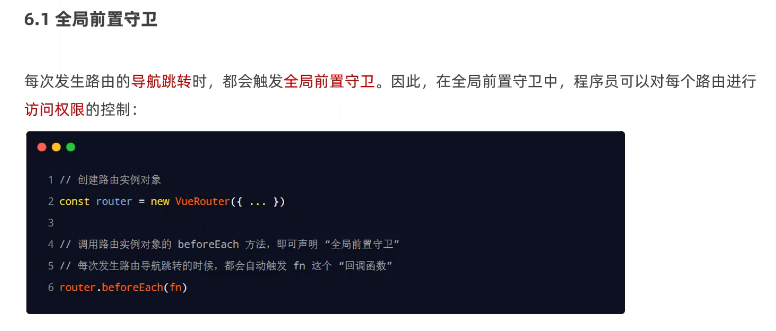 6.1 全局前置守卫
每次发生路由的导航跳转时，都会触发全局前置守卫。因此，在全局前置守卫中，程序员可以对每个路由进行
访问权限的控制：
1 // 创建路由实例对象
2 const router = new VueRouter({ ... })
3
4 // 调用路由实例对象的 beforeEach 方法，即可声明 “全局前置守卫”
5 // 每次发生路由导航跳转的时候，都会自动触发 fn 这个 “回调函数”
6 router.beforeEach(fn)